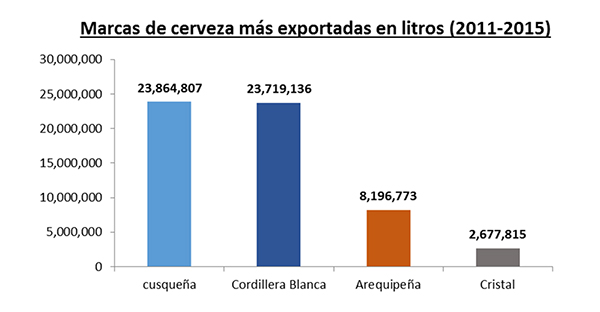 Marcas de cerveza más exportadas en litros (2011-2015)
30,000,000
25,000,000
20,000,000
15,000,000
10,000,000
5,000,000
0
23,864,807
23,719,136
8,196,773
2,677,815
cusqueña
Cordillera Blanca
Arequipeña
Cristal